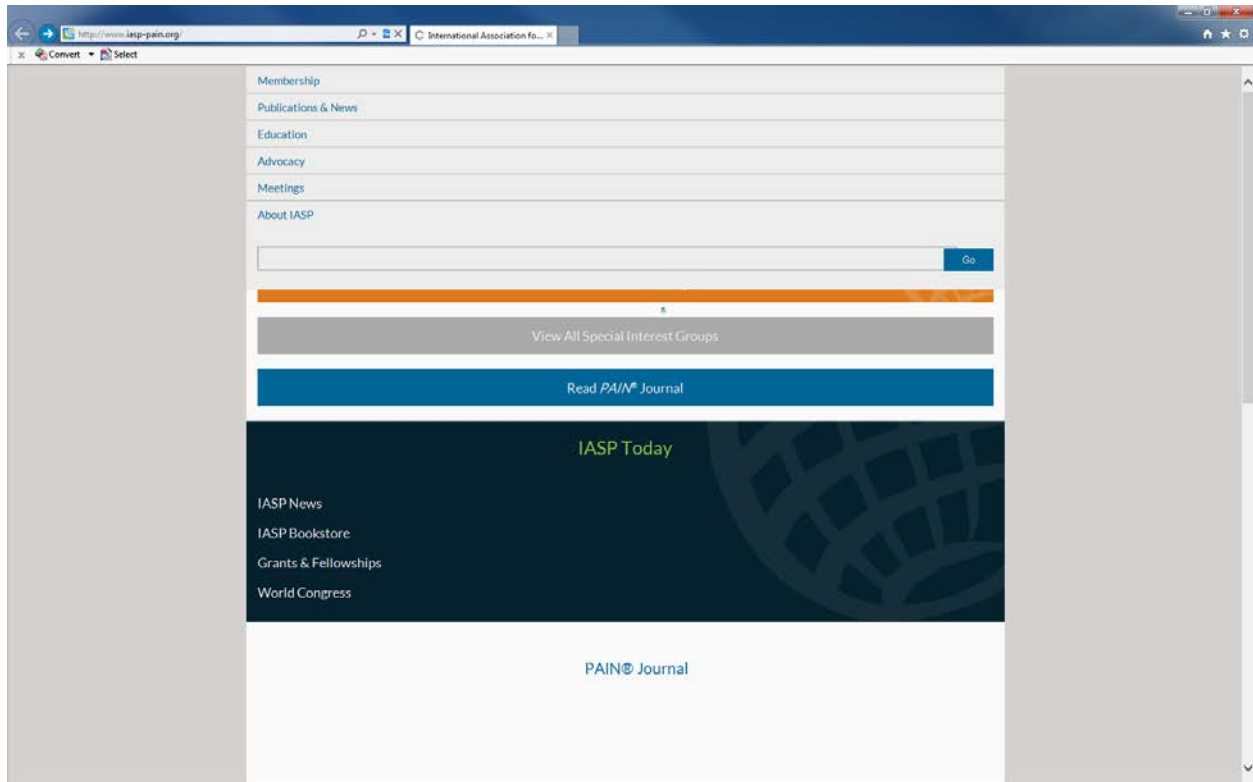 http://www.iasp-pain.org/
International Association fo...
x Convert Select
Membership
Publications & News
Education
Advocacy
Meetings
About IASP
Go
View All Special Interest Groups
Read PAIN® Journal
IASP Today
IASP News
IASP Bookstore
Grants & Fellowships
World Congress
PAIN® Journal